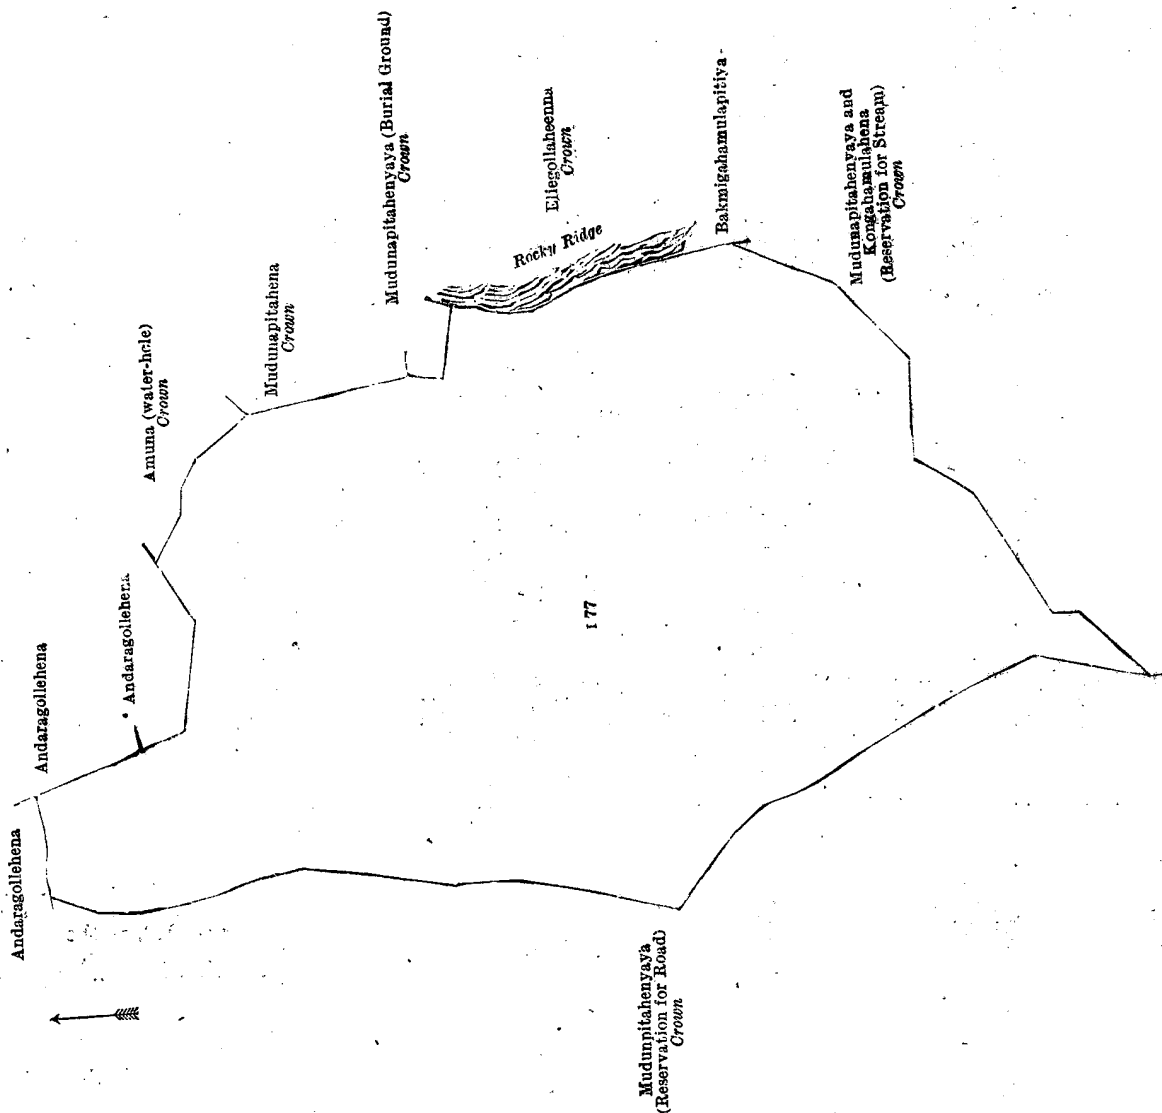 Andaragollehena
Andaragollehena
Andaragollehena
Amuna (water-hole)
Crown
Mudunapitahena
Crown
Mudunapitahenyaya (Burial Ground)
Crown
Rocky Ridge
Ellegollaheenna
Crown
Bakmigahamulapitiya
Mudunapitahenyaya and
Kongahamulahena
(Reservation for Stream)
Crown
I 77
Mudunpitahenyaya
(Reservation for Road)
Crown